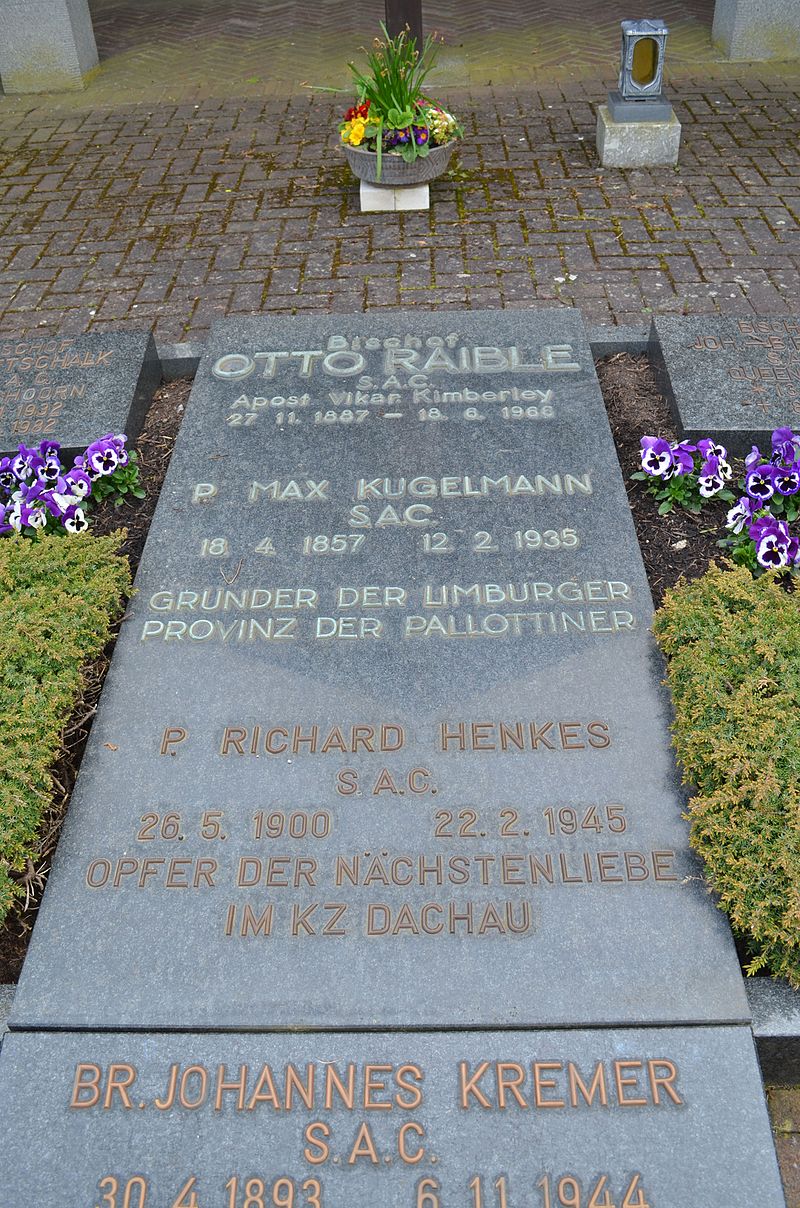 Bischof
OTTO RAIBLE
S.A.C.
Apost. Vikar Kimberley
27. 11. 1887 – 18. 6. 1966
P. MAX KUGELMANN
S.A.C.
18. 4. 1857 12. 2. 1935
GRÜNDER DER LIMBURGER
PROVINZ DER PALLOTTINER
P. RICHARD HENKES
S.A.C.
26. 5. 1900 22. 2. 1945
OPFER DER NÄCHSTENLIEBE
IM KZ DACHAU
BR. JOHANNES KREMER
S.A.C.
30. 4. 1893 6. 11. 1944